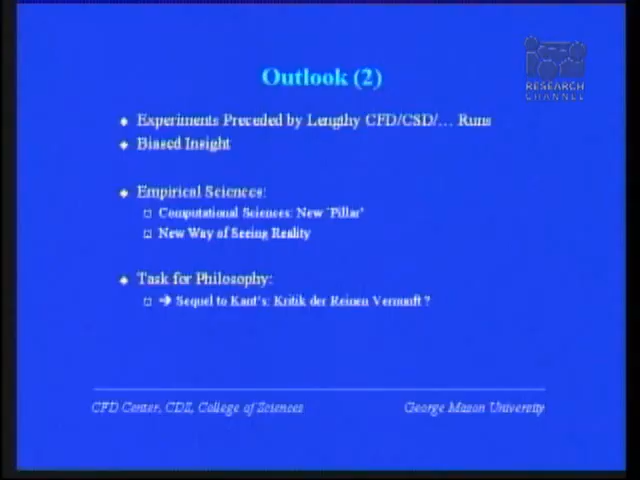 Outlook (2)
RESEARCH
CHANNEL
Experiments Preceded by Lengthy CFD/CSD/… Runs
Biased Insight
Empirical Sciences:
Computational Sciences: New 'Pillar'
New Way of Seeing Reality
Task for Philosophy:
→ Sequel to Kant's: Kritik der Reinen Vernunft ?
CFD Center, CDS, College of Sciences
George Mason University